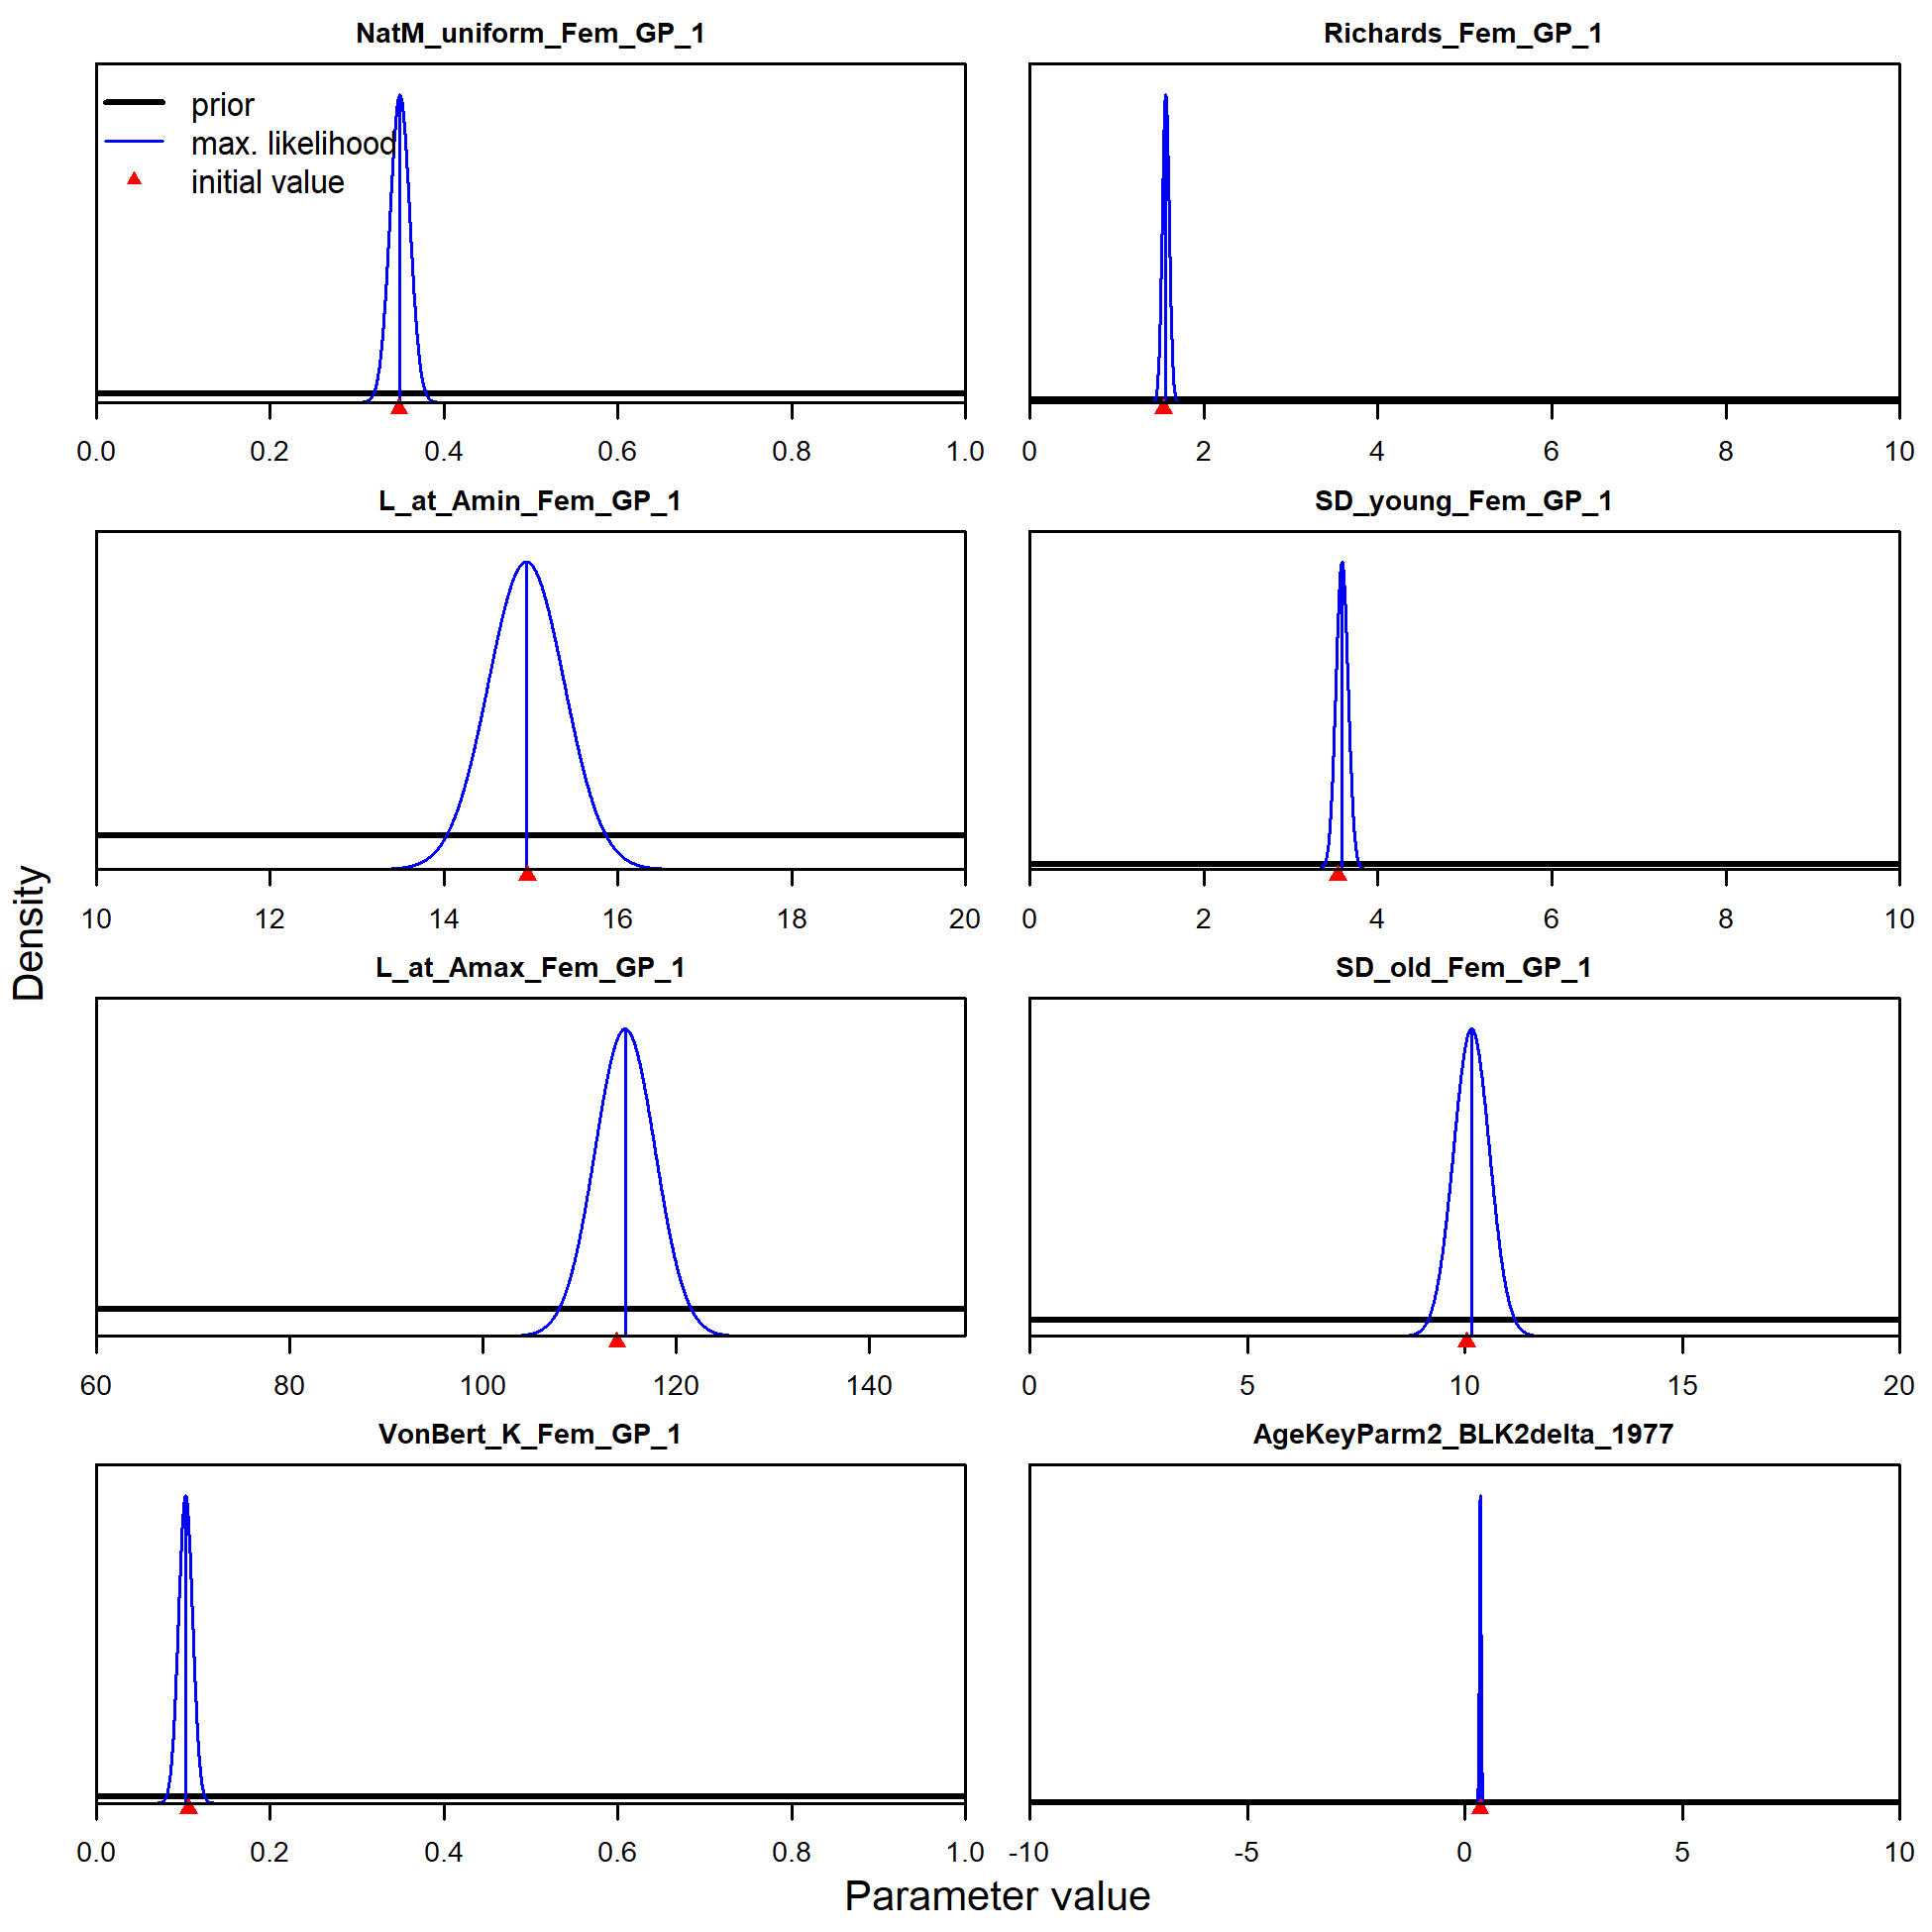 NatM_uniform_Fem_GP_1
prior
max. likelihood
initial value
0.0 0.2 0.4 0.6 0.8 1.0
Richards_Fem_GP_1
0 2 4 6 8 10
L_at_Amin_Fem_GP_1
10 12 14 16 18 20
SD_young_Fem_GP_1
0 2 4 6 8 10
L_at_Amax_Fem_GP_1
60 80 100 120 140
SD_old_Fem_GP_1
0 5 10 15 20
VonBert_K_Fem_GP_1
0.0 0.2 0.4 0.6 0.8 1.0
AgeKeyParm2_BLK2delta_1977
-10 -5 0 5 10
Density
Parameter value